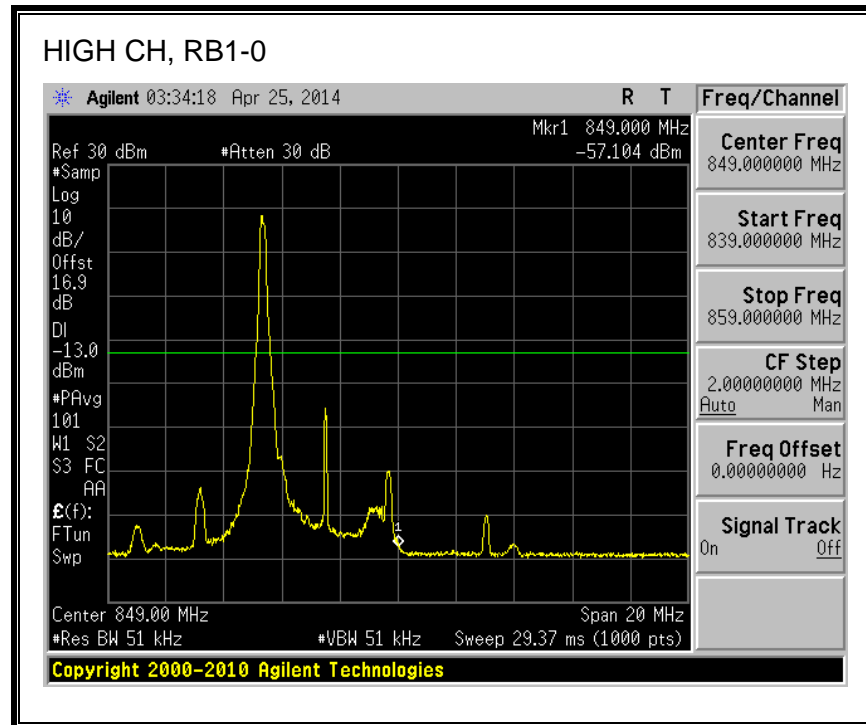 HIGH CH, RB1-0
Agilent 03:34:18 Apr 25, 2014 R T
Mkr1 849.000 MHz
Ref 30 dBm #Atten 30 dB -57.104 dBm
#Samp
Log
10
dB/
Offst
16.9
dB
DI
-13.0
dBm
#PAvg
101
W1 S2
S3 FC
AA
£(f):
FTun
Swp
1
Center 849.00 MHz Span 20 MHz
#Res BW 51 kHz #VBW 51 kHz Sweep 29.37 ms (1000 pts)
Copyright 2000-2010 Agilent Technologies
Freq/Channel
Center Freq
849.000000 MHz
Start Freq
839.000000 MHz
Stop Freq
859.000000 MHz
CF Step
2.00000000 MHz
Auto Man
Freq Offset
0.00000000 Hz
Signal Track
On Off